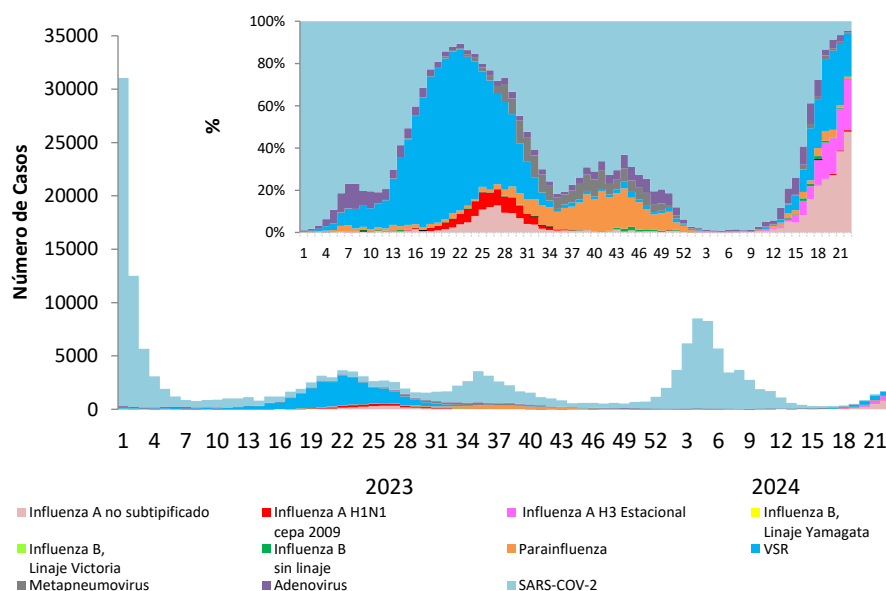 100%
80%
60%
40%
20%
0%
%
1 4 7 10 13 16 19 22 25 28 31 34 37 40 43 46 49 52 3 6 9 12 15 18 21
35000
30000
25000
20000
15000
10000
5000
0
Número de Casos
1 4 7 10 13 16 19 22 25 28 31 34 37 40 43 46 49 52 3 6 9 12 15 18 21
2023 2024
Influenza A no subtipificado
Influenza A H1N1
cepa 2009
Influenza A H3 Estacional
Influenza B,
Linaje Yamagata
Influenza B,
Linaje Victoria
Influenza B
sin linaje
Parainfluenza
VSR
Metapneumovirus
Adenovirus
SARS-COV-2